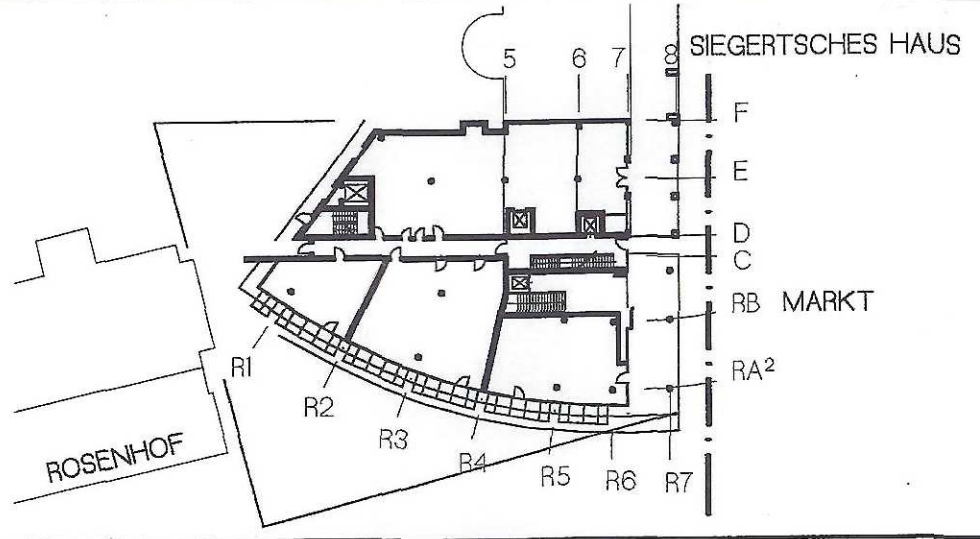 SIEGERTSCHES HAUS
5 6 7 8
F
E
D
C
RB MARKT
RA²
R1
R2
R3
R4
R5
R6
R7
ROSENHOF